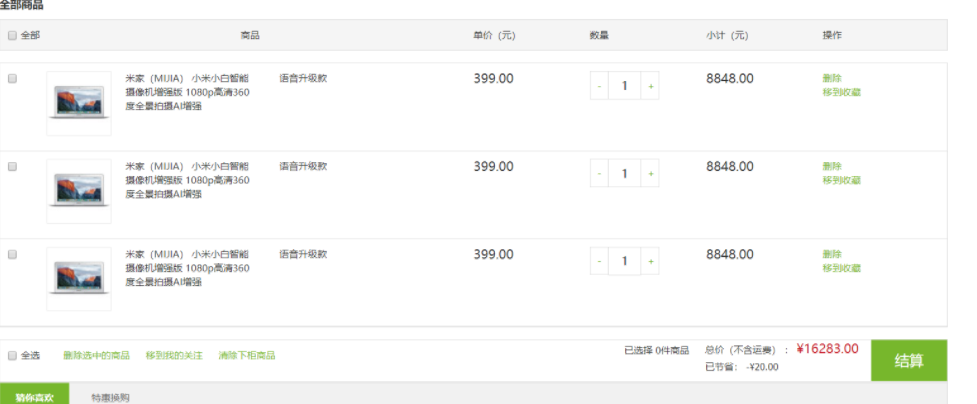 全部商品
全部 商品 单价（元） 数量 小计（元） 操作
米家（MIJIA） 小米小白智能 语音升级款 399.00 - 1 + 8848.00 删除
摄像机增强版 1080p高清360 移到收藏
度全景拍摄AI增强
米家（MIJIA） 小米小白智能 语音升级款 399.00 - 1 + 8848.00 删除
摄像机增强版 1080p高清360 移到收藏
度全景拍摄AI增强
米家（MIJIA） 小米小白智能 语音升级款 399.00 - 1 + 8848.00 删除
摄像机增强版 1080p高清360 移到收藏
度全景拍摄AI增强
全选 删除选中的商品 移到我的关注 清除下柜商品 已选择 0件商品 总价（不含运费）： ¥16283.00 结算
已节省： -¥20.00
猜你喜欢 特惠换购